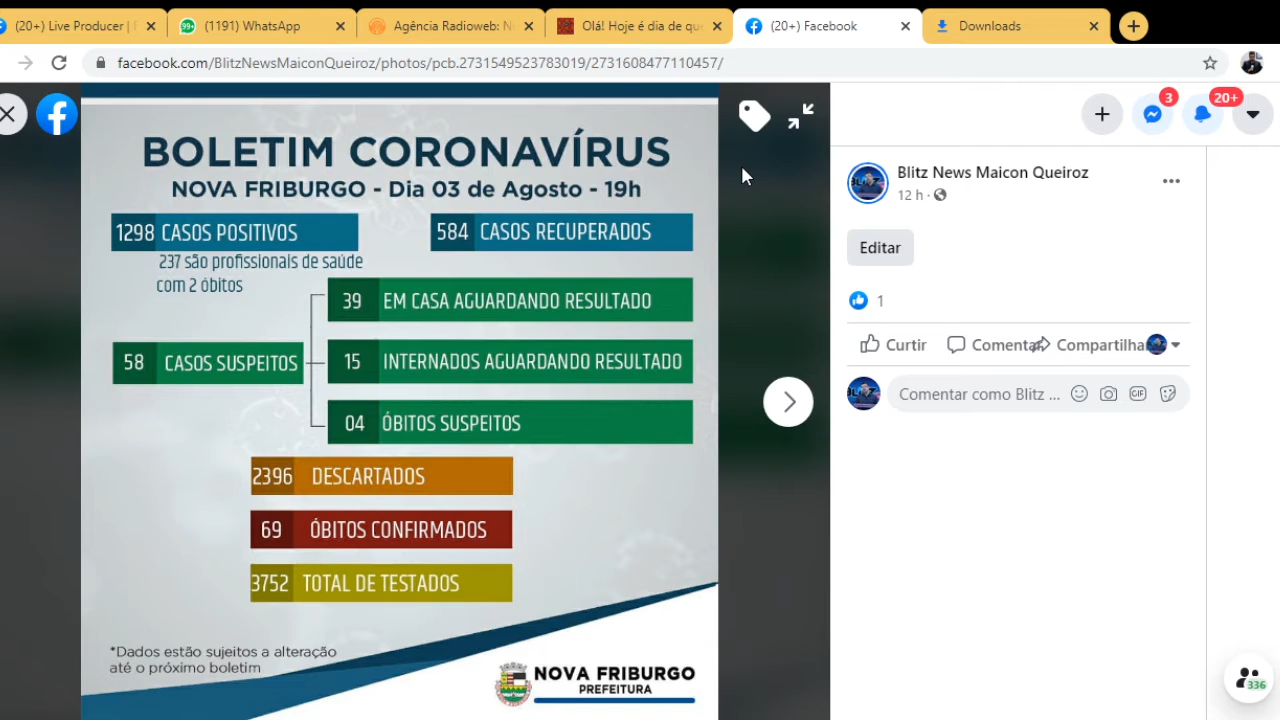 (20+) Live Producer |
99+
(1191) WhatsApp
Agência Radioweb: N
Olá! Hoje é dia de qu
(20+) Facebook
Downloads
facebook.com/BlitzNewsMaiconQueiroz/photos/pcb.2731549523783019/2731608477110457/
BOLETIM CORONAVÍRUS
NOVA FRIBURGO - Dia 03 de Agosto - 19h
1298 CASOS POSITIVOS
584 CASOS RECUPERADOS
237 são profissionais de saúde
com 2 óbitos
39 EM CASA AGUARDANDO RESULTADO
58 CASOS SUSPEITOS
15 INTERNADOS AGUARDANDO RESULTADO
04 ÓBITOS SUSPEITOS
2396 DESCARTADOS
69 ÓBITOS CONFIRMADOS
3752 TOTAL DE TESTADOS
*Dados estão sujeitos a alteração
até o próximo boletim
NOVA FRIBURGO
PREFEITURA
3
20+
Blitz News Maicon Queiroz
12 h ·
Editar
1
Curtir
Comentar
Compartilhar
Comentar como Blitz ...
GIF
336